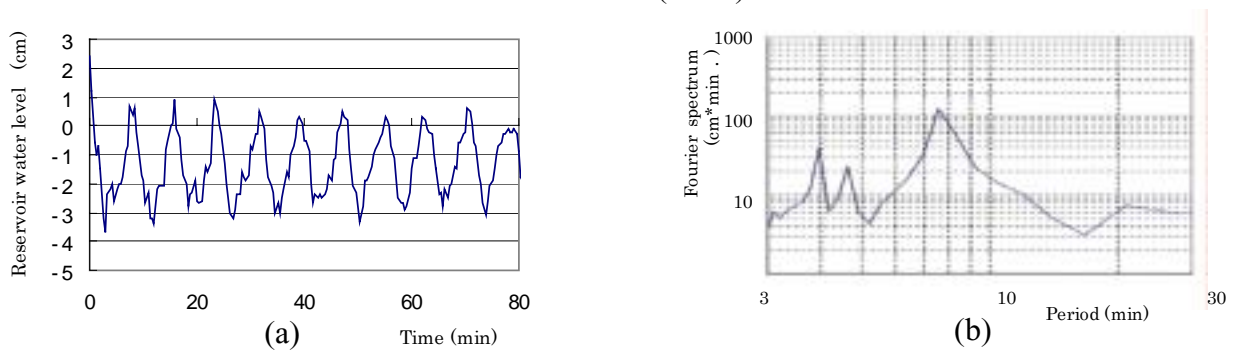 Reservoir water level (cm)
3
2
1
0
-1
-2
-3
-4
-5
0
20
40
60
80
Time (min)
(a)
Fourier spectrum
(cm*min .)
1000
100
10
3
10
30
Period (min)
(b)